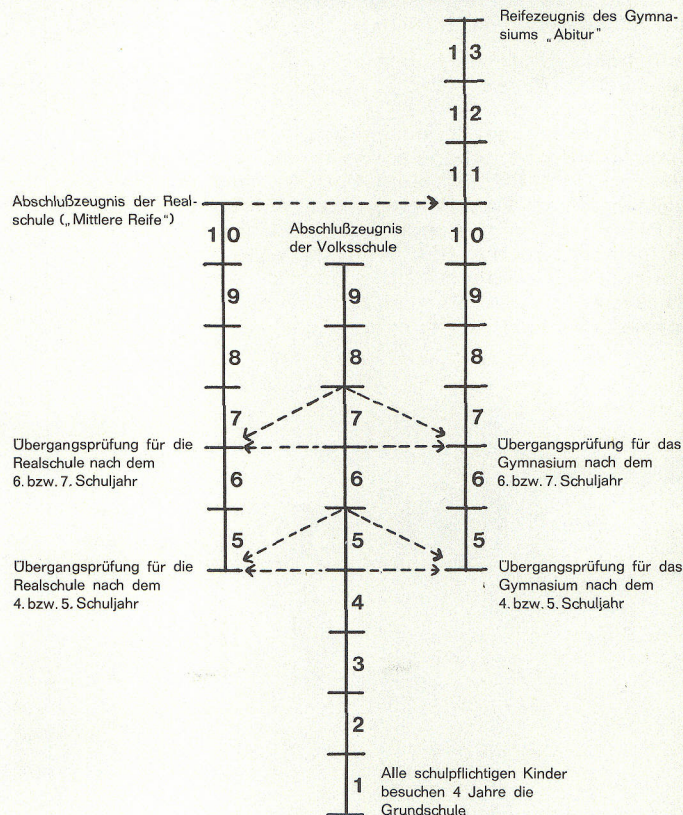 Reifezeugnis des Gymna-
siums „Abitur"
13
12
11
Abschlußzeugnis der Real-
schule („Mittlere Reife")
10
9
8
7
6
5
Abschlußzeugnis
der Volksschule
9
8
7
6
5
4
3
2
1
10
9
8
7
6
5
Übergangsprüfung für die
Realschule nach dem
6. bzw. 7. Schuljahr
Übergangsprüfung für das
Gymnasium nach dem
6. bzw. 7. Schuljahr
Übergangsprüfung für die
Realschule nach dem
4. bzw. 5. Schuljahr
Übergangsprüfung für das
Gymnasium nach dem
4. bzw. 5. Schuljahr
Alle schulpflichtigen Kinder
besuchen 4 Jahre die
Grundschule